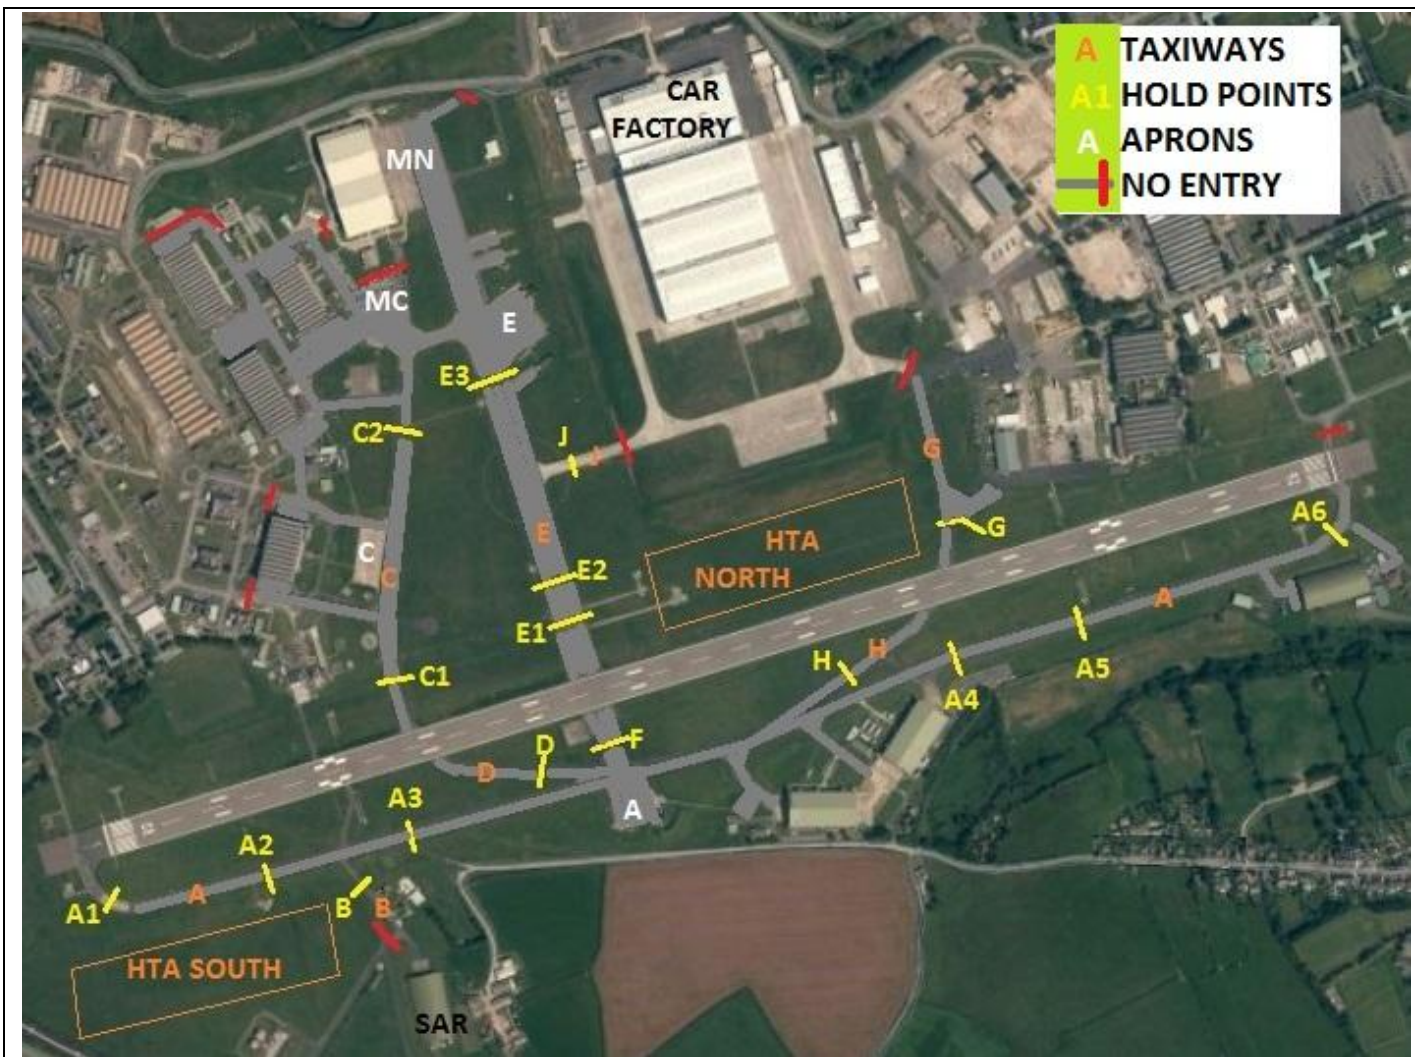 A TAXIWAYS
A1 HOLD POINTS
A APRONS
NO ENTRY
CAR
FACTORY
MN
MC
E
E3
C2
J J
G
G
A6
HTA
NORTH
C C
E
E2
E1
A
A5
H H
A4
C1
D
F
D
A
A3
A2
A
A1
B B
HTA SOUTH
SAR